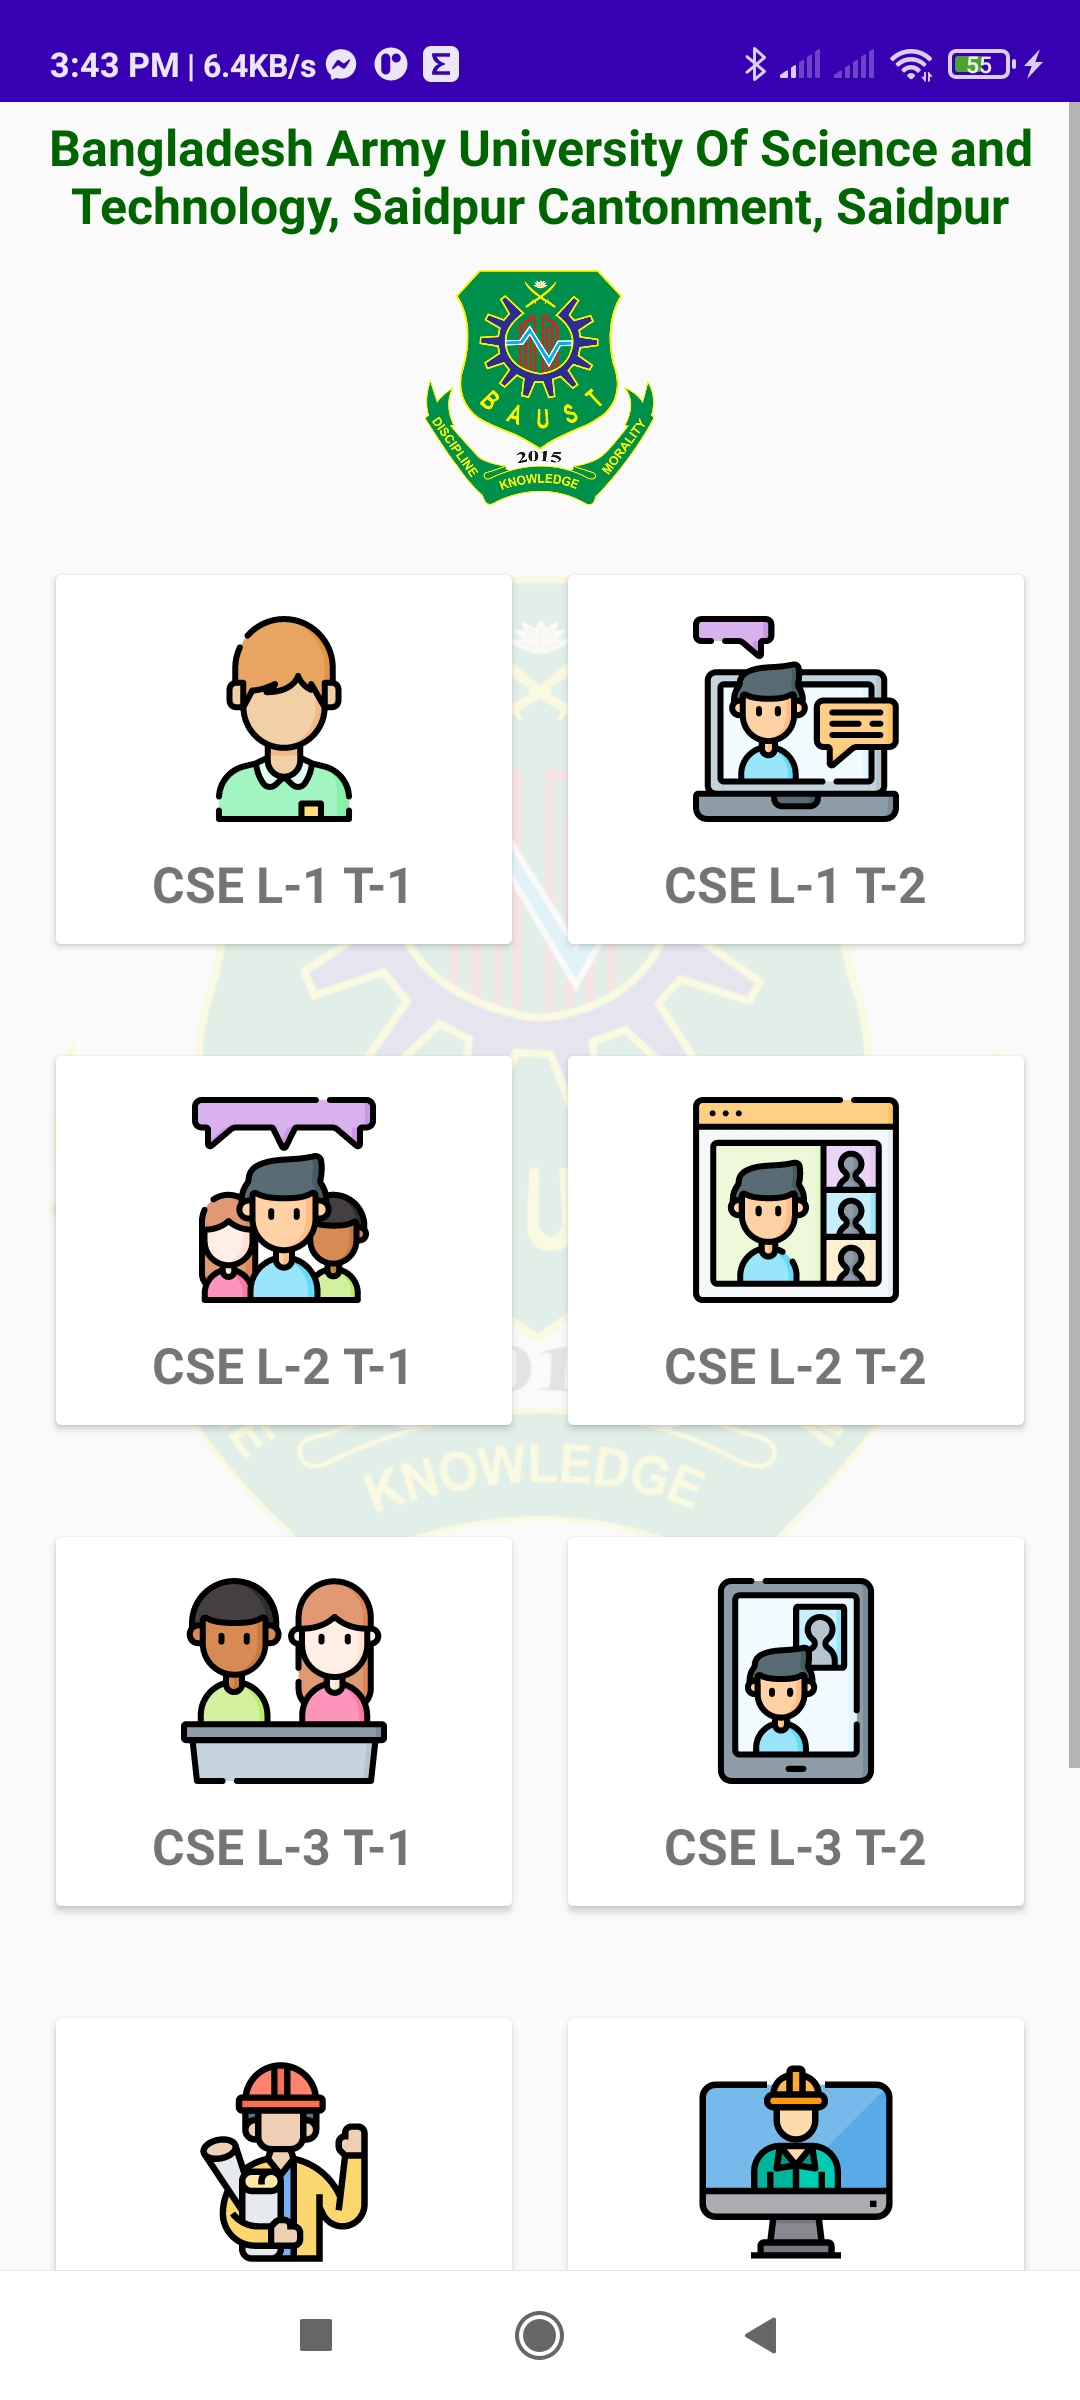 3:43 PM | 6.4KB/s
55
Bangladesh Army University Of Science and
Technology, Saidpur Cantonment, Saidpur
BAUST
2015
DISCIPLINE
KNOWLEDGE
MORALITY
CSE L-1 T-1
CSE L-1 T-2
CSE L-2 T-1
CSE L-2 T-2
KNOWLEDGE
CSE L-3 T-1
CSE L-3 T-2